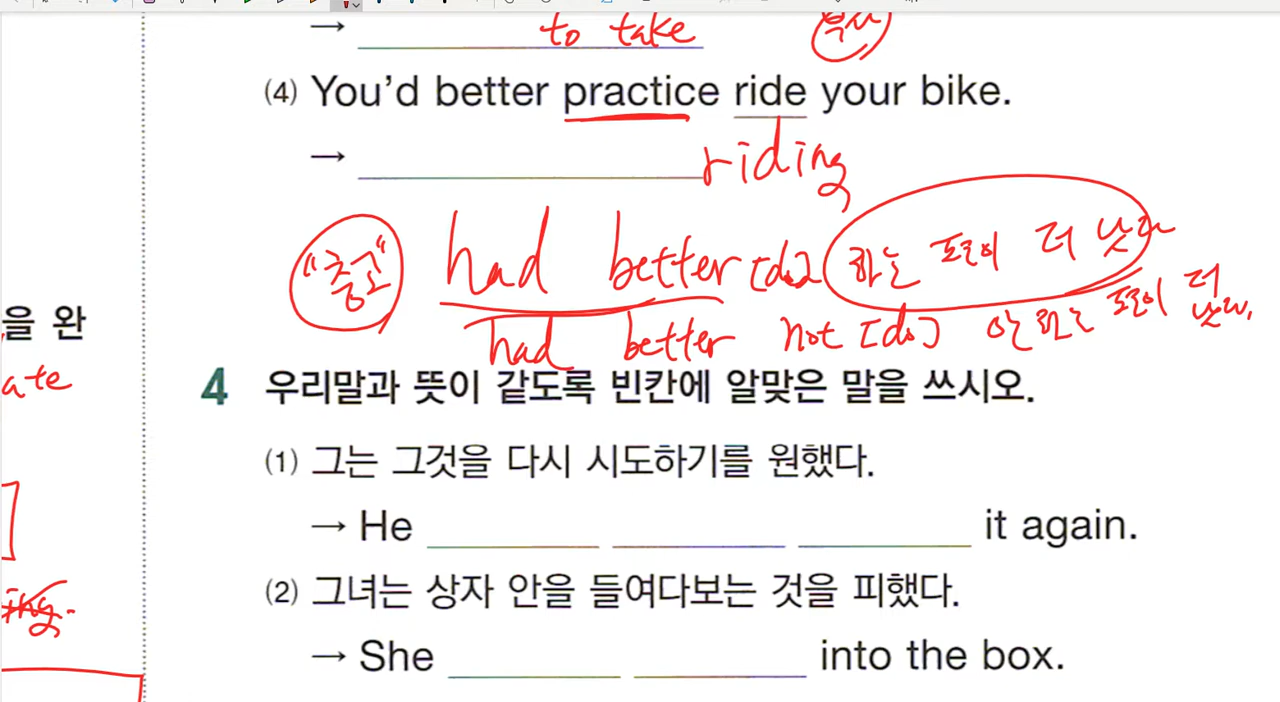 → to take 부사
(4) You'd better practice ride your bike.
→ riding
"충고" had better [do] 하는 편이 더 낫다
had better not [do] 안 하는 편이 더 낫다.
을 완
ate
4 우리말과 뜻이 같도록 빈칸에 알맞은 말을 쓰시오.
(1) 그는 그것을 다시 시도하기를 원했다.
→ He it again.
(2) 그녀는 상자 안을 들여다보는 것을 피했다.
ing.
→ She into the box.